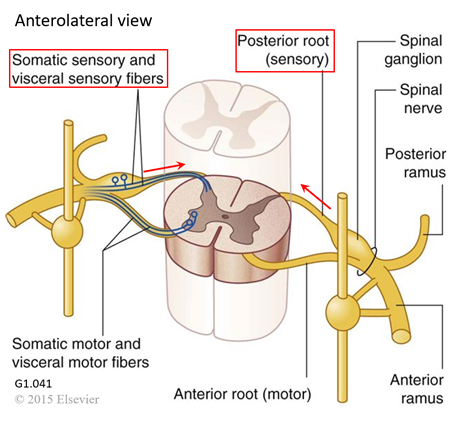 Anterolateral view
Somatic sensory and
visceral sensory fibers
Posterior root
(sensory)
Spinal
ganglion
Spinal
nerve
Posterior
ramus
Somatic motor and
visceral motor fibers
Anterior root (motor)
Anterior
ramus
G1.041
© 2015 Elsevier